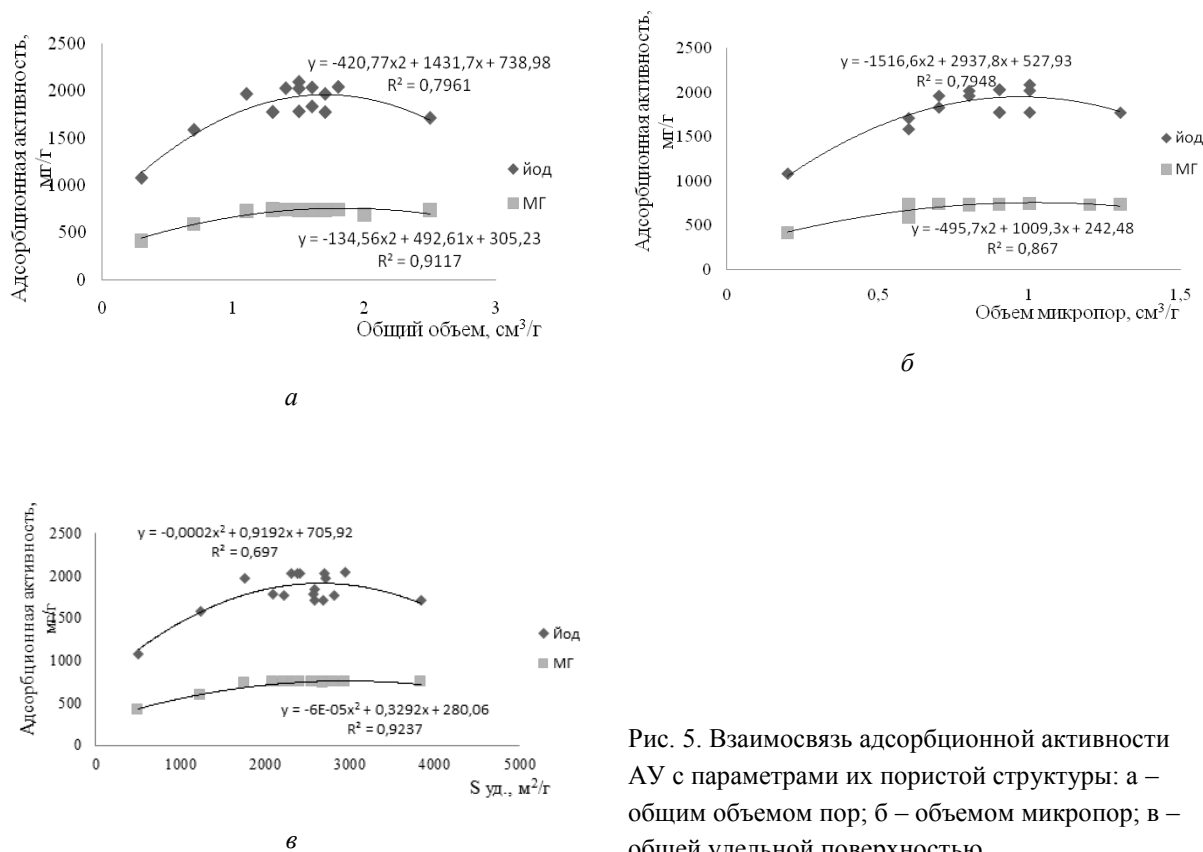 Адсорбционная активность,
мг/г
2500
2000
1500
1000
500
0
y = -420,77x2 + 1431,7x + 738,98
R² = 0,7961
y = -134,56x2 + 492,61x + 305,23
R² = 0,9117
йод
МГ
0
1
2
3
Общий объем, см³/г
а
Адсорбционная активность,
мг/г
2500
2000
1500
1000
500
0
y = -1516,6x2 + 2937,8x + 527,93
R² = 0,7948
y = -495,7x2 + 1009,3x + 242,48
R² = 0,867
йод
МГ
0
0,5
1
1,5
Объем микропор, см³/г
б
Адсорбционная активность,
мг/г
2500
2000
1500
1000
500
0
y = -0,0002x² + 0,9192x + 705,92
R² = 0,697
y = -6E-05x² + 0,3292x + 280,06
R² = 0,9237
Йод
МГ
0
1000
2000
3000
4000
5000
S уд., м²/г
в
Рис. 5. Взаимосвязь адсорбционной активности
АУ с параметрами их пористой структуры: а –
общим объемом пор; б – объемом микропор; в –
общей удельной поверхностью